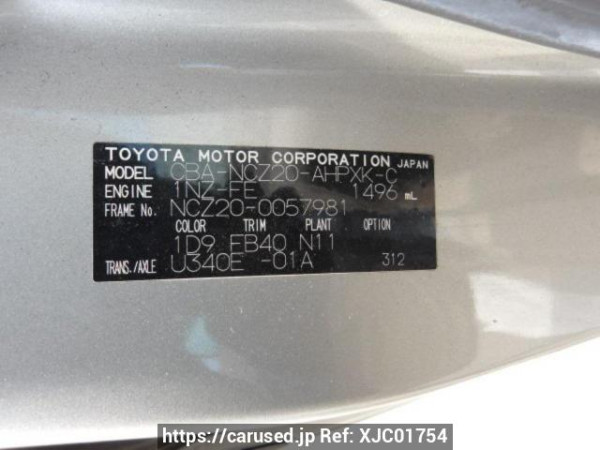 TOYOTA MOTOR CORPORATION JAPAN
MODEL CBA-NCZ20-AHPXK-C
ENGINE 1NZ-FE 1496 mL
FRAME No. NCZ20-0057981
COLOR TRIM PLANT OPTION
1D9 FB40 N11
TRANS./AXLE U340E -01A 312
https://carused.jp Ref: XJC01754